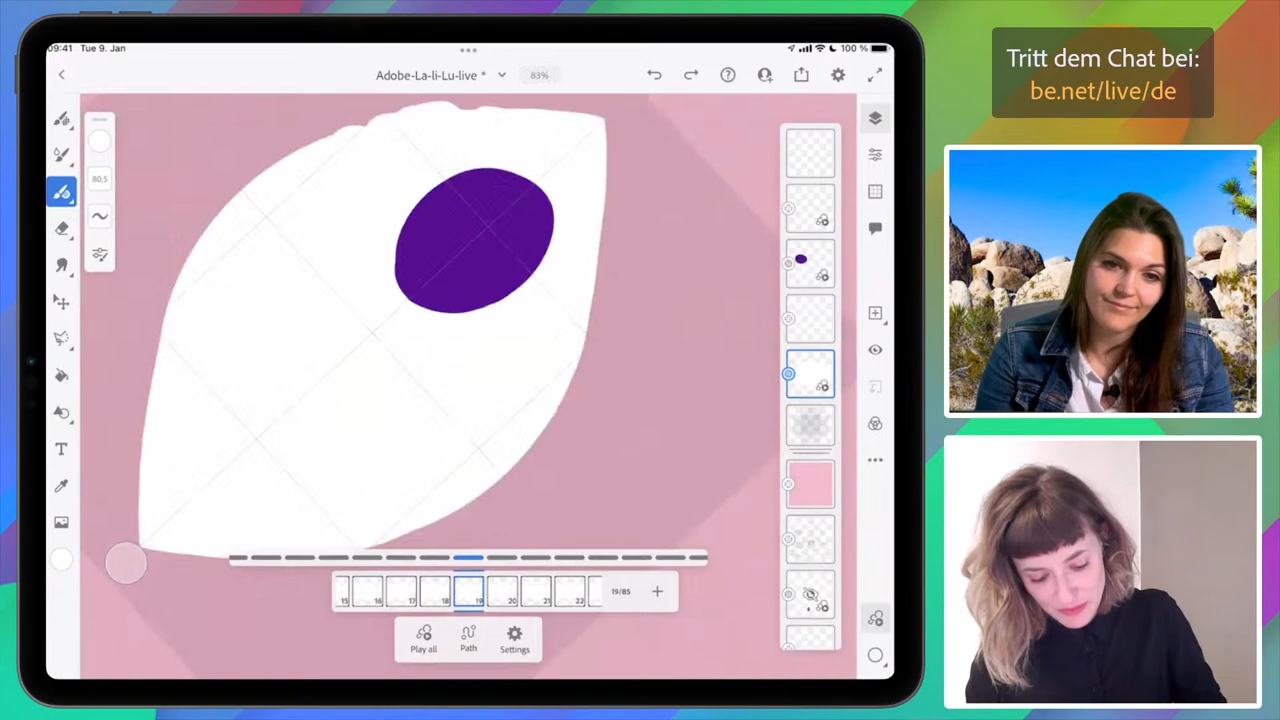 09:41 Tue 9. Jan
100 %
Adobe-La-li-Lu-live *
83%
80,5
15
16
17
18
19
20
21
22
19/85
Play all
Path
Settings
Tritt dem Chat bei:
be.net/live/de